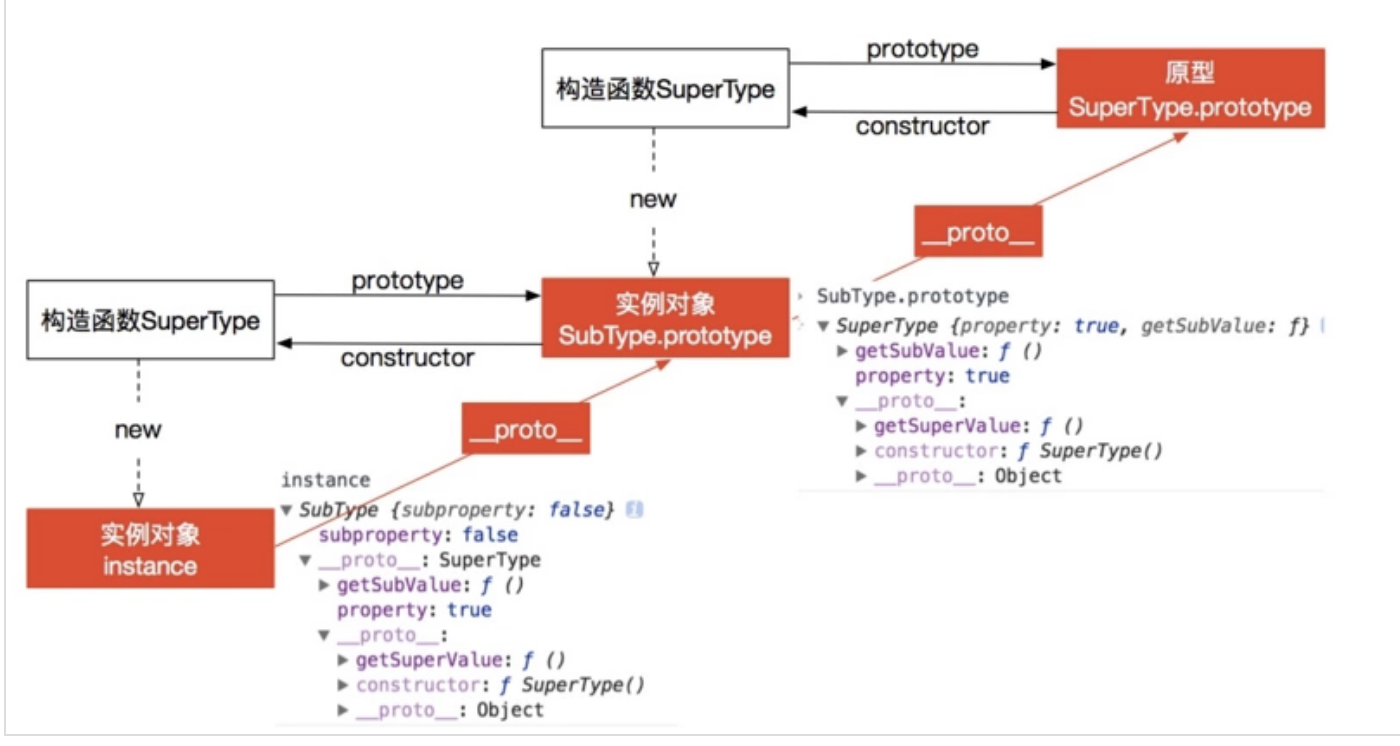 prototype
构造函数SuperType
原型
SuperType.prototype
constructor
new
__proto__
prototype
构造函数SuperType
实例对象
SubType.prototype
constructor
SubType.prototype
▼ SuperType {property: true, getSubValue: ƒ}
▶ getSubValue: ƒ ()
property: true
▼ __proto__:
▶ getSuperValue: ƒ ()
▶ constructor: ƒ SuperType()
▶ __proto__: Object
new
__proto__
实例对象
instance
instance
▼ SubType {subproperty: false} i
subproperty: false
▼ __proto__: SuperType
▶ getSubValue: ƒ ()
property: true
▼ __proto__:
▶ getSuperValue: ƒ ()
▶ constructor: ƒ SuperType()
▶ __proto__: Object